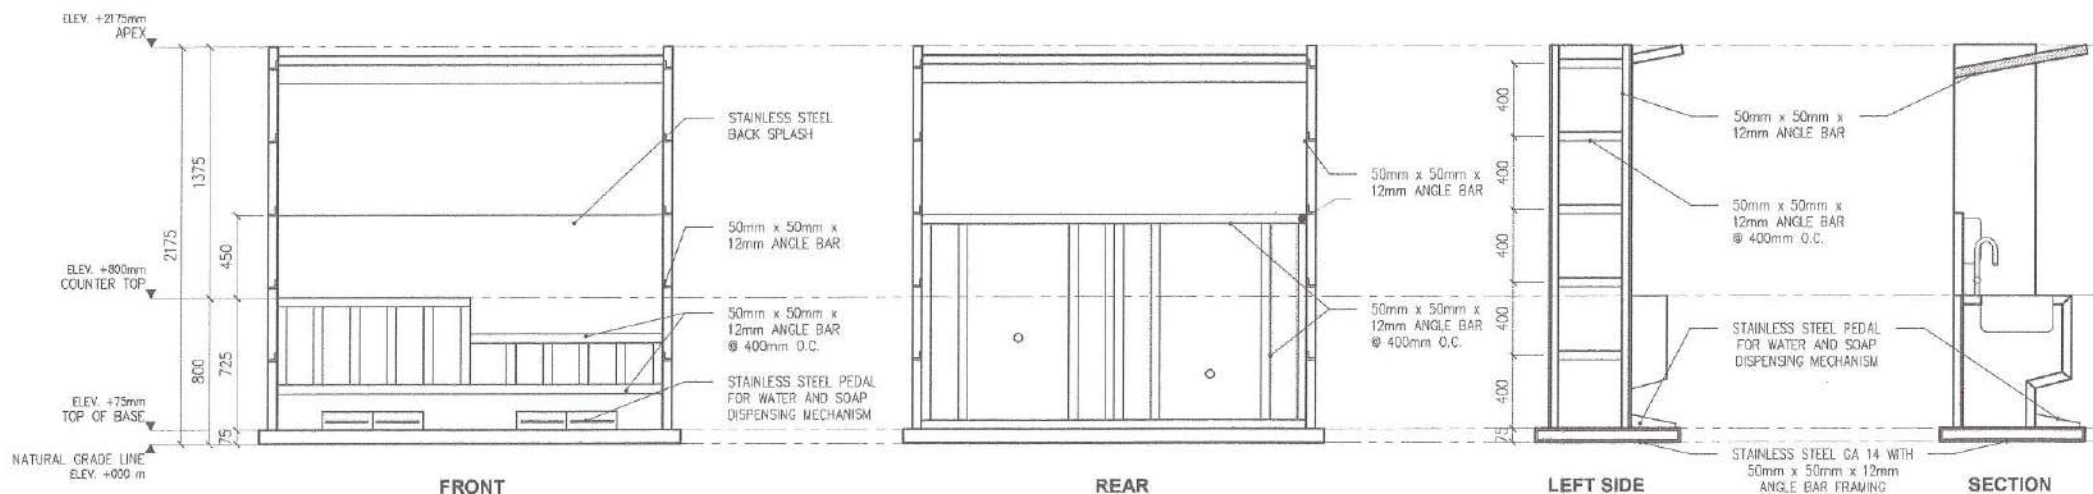 ELEV. +2175mm
APEX
2175
1375
450
ELEV. +800mm
COUNTER TOP
800
725
ELEV. +75mm
TOP OF BASE
75
NATURAL GRADE LINE
ELEV. +000 m
STAINLESS STEEL
BACK SPLASH
50mm x 50mm x
12mm ANGLE BAR
50mm x 50mm x
12mm ANGLE BAR
@ 400mm O.C.
STAINLESS STEEL PEDAL
FOR WATER AND SOAP
DISPENSING MECHANISM
FRONT
50mm x 50mm x
12mm ANGLE BAR
50mm x 50mm x
12mm ANGLE BAR
@ 400mm O.C.
REAR
400
400
400
400
400
75
50mm x 50mm x
12mm ANGLE BAR
50mm x 50mm x
12mm ANGLE BAR
@ 400mm O.C.
STAINLESS STEEL PEDAL
FOR WATER AND SOAP
DISPENSING MECHANISM
STAINLESS STEEL GA 14 WITH
50mm x 50mm x 12mm
ANGLE BAR FRAMING
LEFT SIDE
SECTION